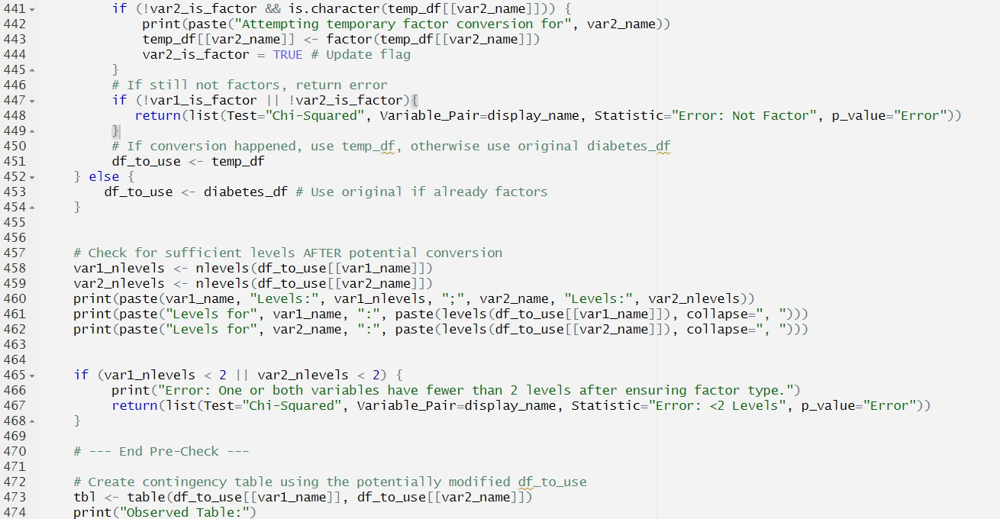 441 if (!var2_is_factor && is.character(temp_df[[var2_name]])) {
442 print(paste("Attempting temporary factor conversion for", var2_name))
443 temp_df[[var2_name]] <- factor(temp_df[[var2_name]])
444 var2_is_factor = TRUE # Update flag
445 }
446 # If still not factors, return error
447 if (!var1_is_factor || !var2_is_factor){
448 return(list(Test="Chi-Squared", Variable_Pair=display_name, Statistic="Error: Not Factor", p_value="Error"))
449 }
450 # If conversion happened, use temp_df, otherwise use original diabetes_df
451 df_to_use <- temp_df
452 } else {
453 df_to_use <- diabetes_df # Use original if already factors
454 }
455
456
457 # Check for sufficient levels AFTER potential conversion
458 var1_nlevels <- nlevels(df_to_use[[var1_name]])
459 var2_nlevels <- nlevels(df_to_use[[var2_name]])
460 print(paste(var1_name, "Levels:", var1_nlevels, ";", var2_name, "Levels:", var2_nlevels))
461 print(paste("Levels for", var1_name, ":", paste(levels(df_to_use[[var1_name]]), collapse=", ")))
462 print(paste("Levels for", var2_name, ":", paste(levels(df_to_use[[var2_name]]), collapse=", ")))
463
464
465 if (var1_nlevels < 2 || var2_nlevels < 2) {
466 print("Error: One or both variables have fewer than 2 levels after ensuring factor type.")
467 return(list(Test="Chi-Squared", Variable_Pair=display_name, Statistic="Error: <2 Levels", p_value="Error"))
468 }
469
470 # --- End Pre-Check ---
471
472 # Create contingency table using the potentially modified df_to_use
473 tbl <- table(df_to_use[[var1_name]], df_to_use[[var2_name]])
474 print("Observed Table:")